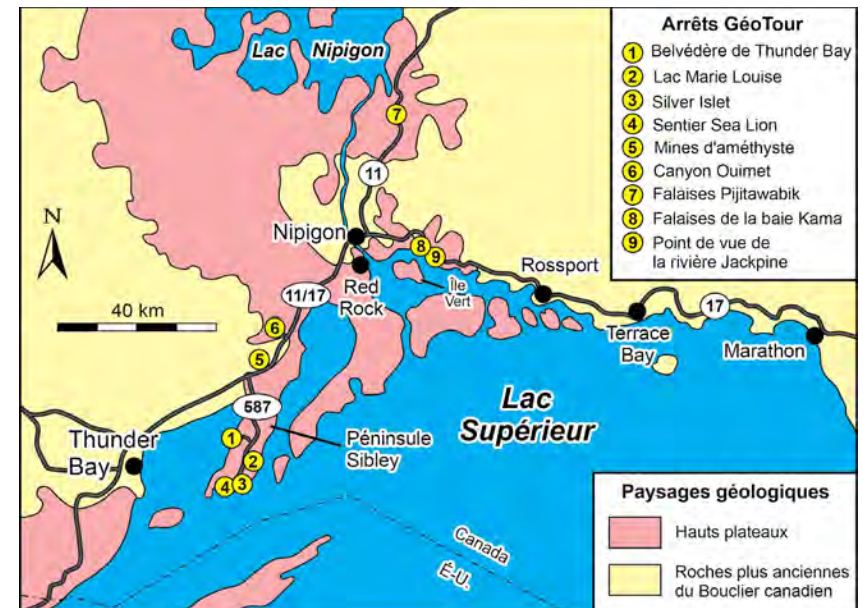 Lac Nipigon
Arrêts GéoTour
1 Belvédère de Thunder Bay
2 Lac Marie Louise
3 Silver Islet
4 Sentier Sea Lion
5 Mines d'améthyste
6 Canyon Ouimet
7 Falaises Pijitawabik
8 Falaises de la baie Kama
9 Point de vue de
la rivière Jackpine
7
11
N
Nipigon
8
9
Rossport
Red
Rock
Île
Vert
11/17
40 km
17
Terrace
Bay
Marathon
6
5
587
Lac
Supérieur
Thunder
Bay
1
Péninsule
Sibley
2
4
3
Canada
É-U.
Paysages géologiques
Hauts plateaux
Roches plus anciennes
du Bouclier canadien